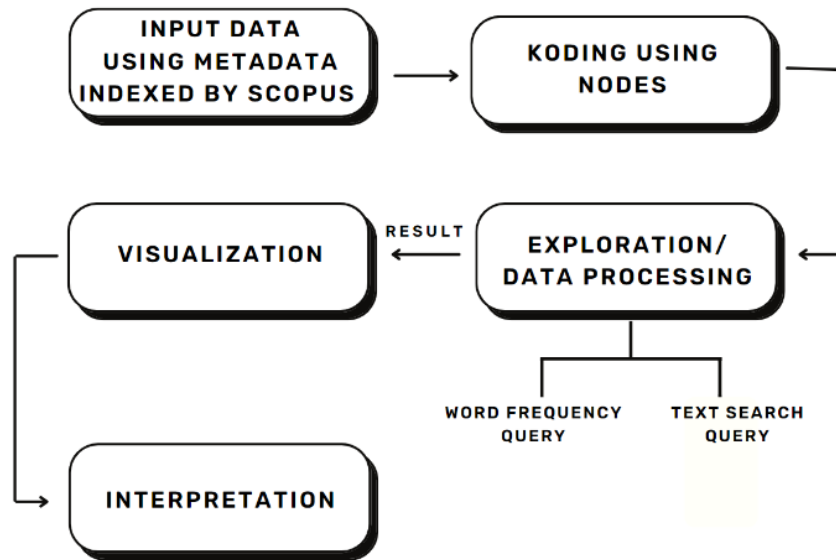 INPUT DATA
USING METADATA
INDEXED BY SCOPUS
KODING USING
NODES
VISUALIZATION
RESULT
EXPLORATION/
DATA PROCESSING
WORD FREQUENCY
QUERY
TEXT SEARCH
QUERY
INTERPRETATION